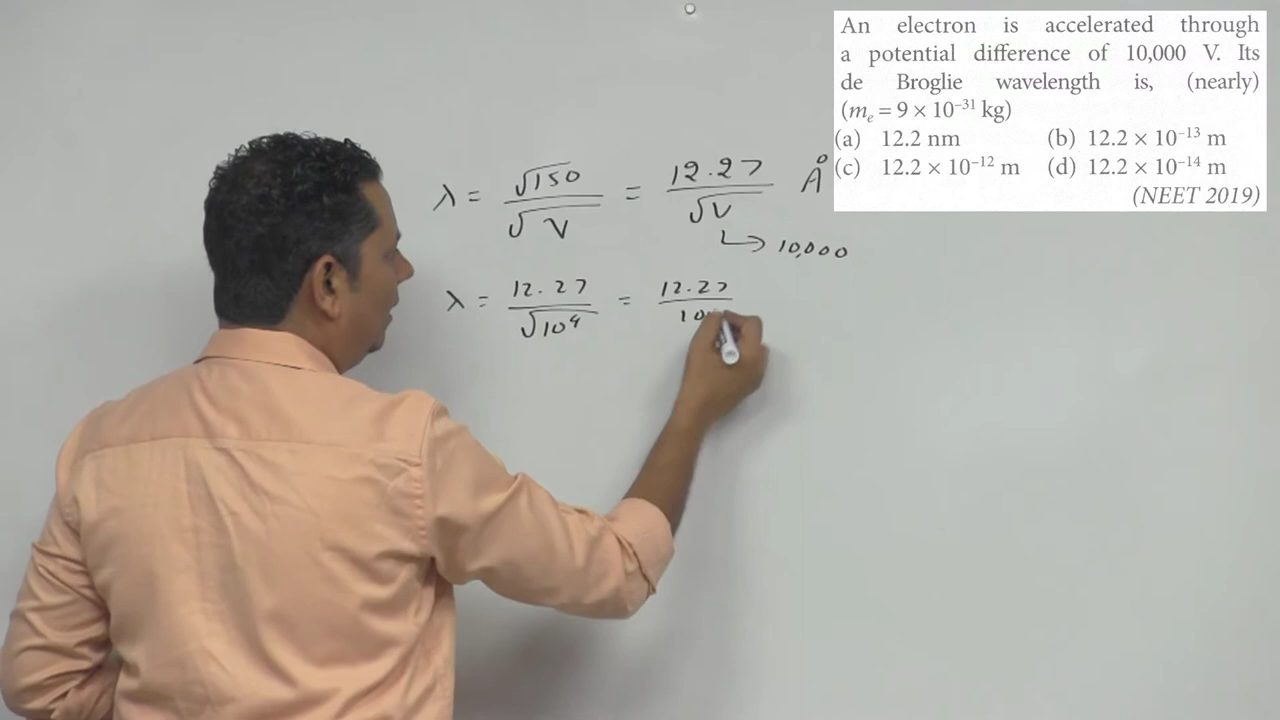 An electron is accelerated through
a potential difference of 10,000 V. Its
de Broglie wavelength is, (nearly)
(mₑ = 9 × 10⁻³¹ kg)
(a) 12.2 nm (b) 12.2 × 10⁻¹³ m
(c) 12.2 × 10⁻¹² m (d) 12.2 × 10⁻¹⁴ m
(NEET 2019)
λ = √150 / √V = 12.27 / √V Å
↳ 10,000
λ = 12.27 / √10⁴ = 12.27 / 10